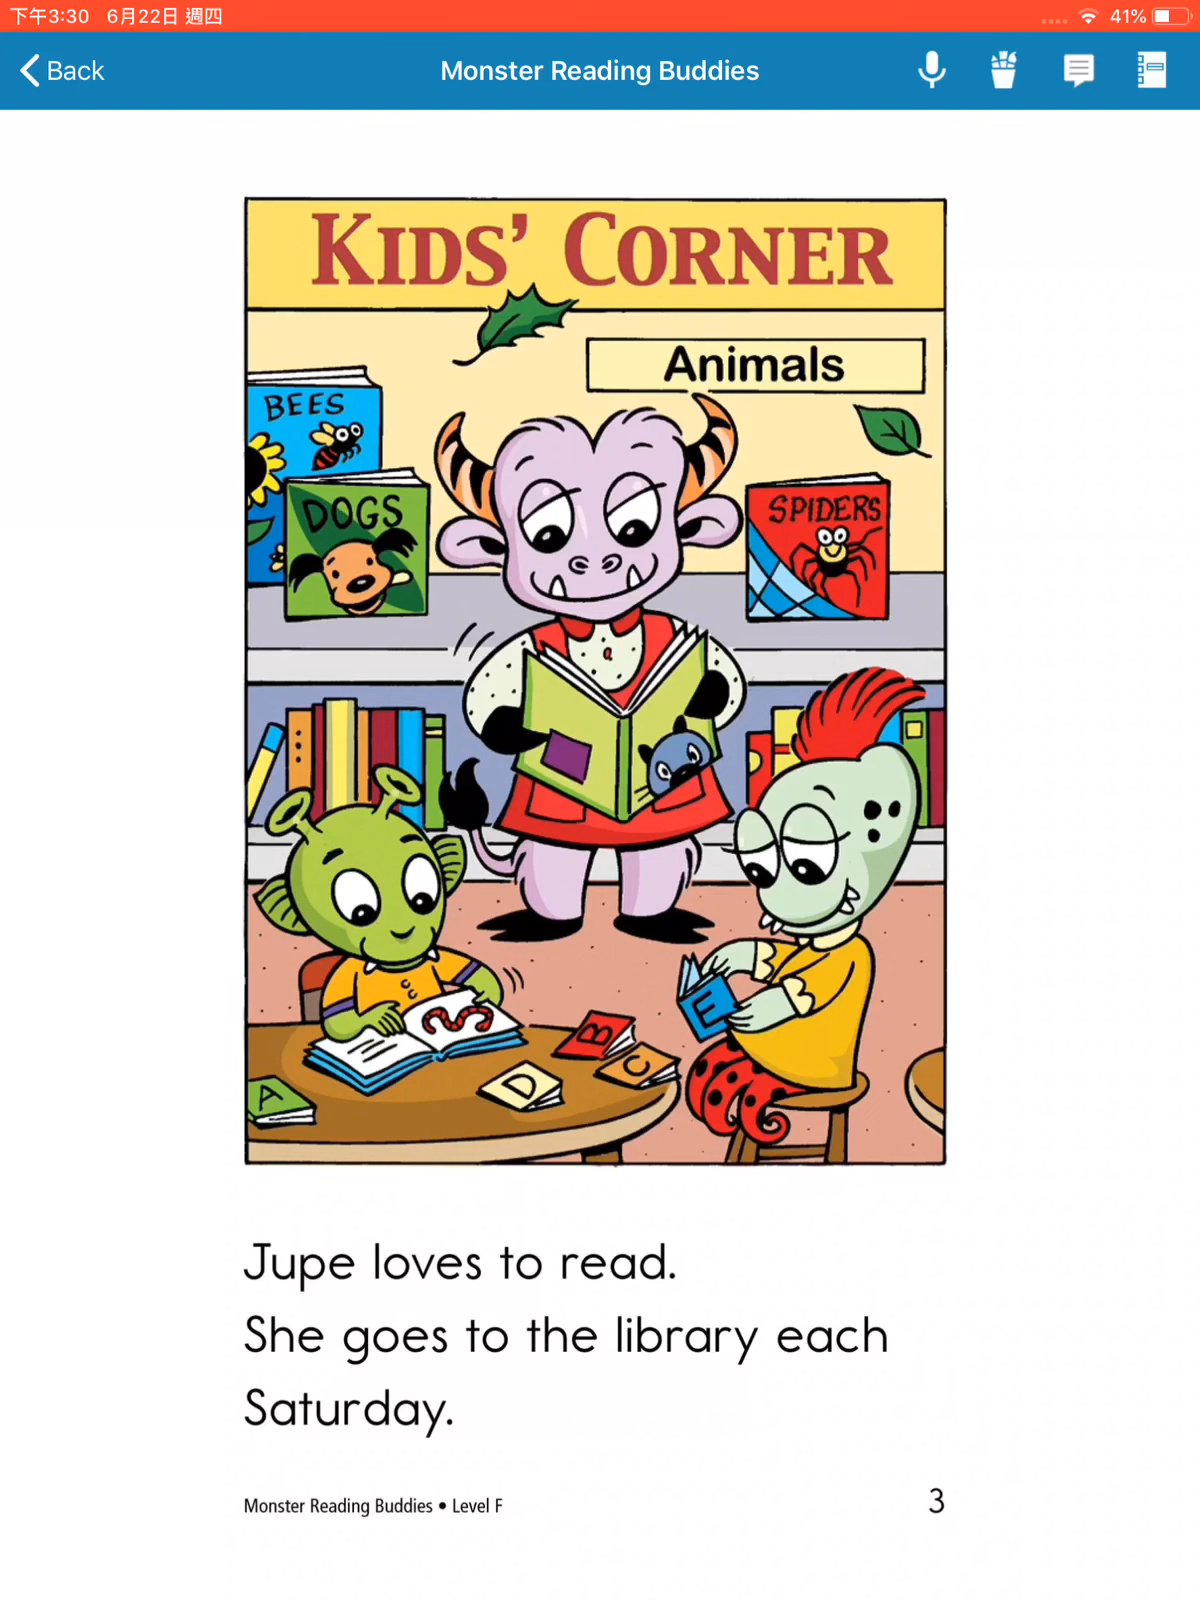 下午3:30 6月22日 週四
41%
Back
Monster Reading Buddies
KIDS' CORNER
Animals
BEES
DOGS
SPIDERS
E
B
C
D
A
Jupe loves to read.
She goes to the library each
Saturday.
Monster Reading Buddies • Level F
3